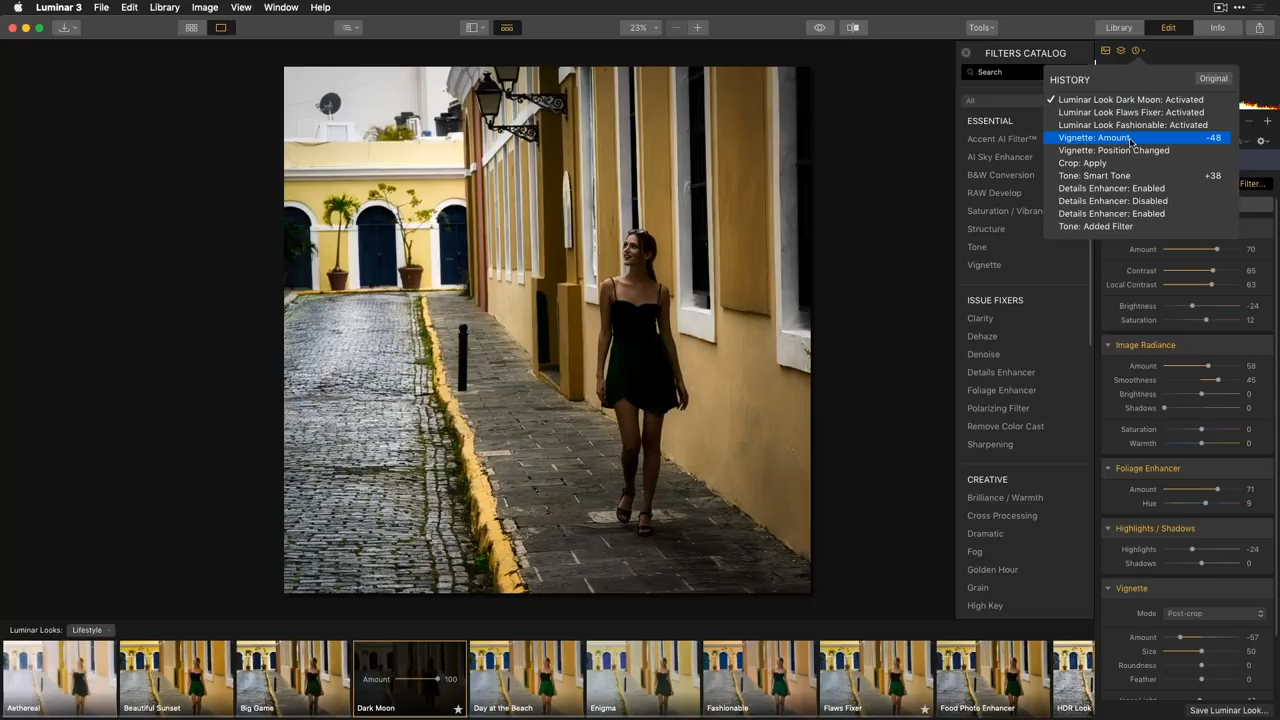 Luminar 3 File Edit Library Image View Window Help
23% Tools Library Edit Info
FILTERS CATALOG
Search
All
ESSENTIAL
Accent AI Filter™
AI Sky Enhancer
B&W Conversion
RAW Develop
Saturation / Vibran
Structure
Tone
Vignette
ISSUE FIXERS
Clarity
Dehaze
Denoise
Details Enhancer
Foliage Enhancer
Polarizing Filter
Remove Color Cast
Sharpening
CREATIVE
Brilliance / Warmth
Cross Processing
Dramatic
Fog
Golden Hour
Grain
High Key
HISTORY Original
Luminar Look Dark Moon: Activated
Luminar Look Flaws Fixer: Activated
Luminar Look Fashionable: Activated
Vignette: Amount -48
Vignette: Position Changed
Crop: Apply
Tone: Smart Tone +38
Details Enhancer: Enabled
Details Enhancer: Disabled
Details Enhancer: Enabled
Tone: Added Filter
Filter...
Amount 70
Contrast 65
Local Contrast 63
Brightness -24
Saturation 12
Image Radiance
Amount 58
Smoothness 45
Brightness 0
Shadows 0
Saturation 0
Warmth 0
Foliage Enhancer
Amount 71
Hue 9
Highlights / Shadows
Highlights -24
Shadows 0
Vignette
Mode Post-crop
Amount -57
Size 50
Roundness 0
Feather 0
Save Luminar Look...
Luminar Looks: Lifestyle
Amount 100
Aethereal Beautiful Sunset Big Game Dark Moon Day at the Beach Enigma Fashionable Flaws Fixer Food Photo Enhancer HDR Look